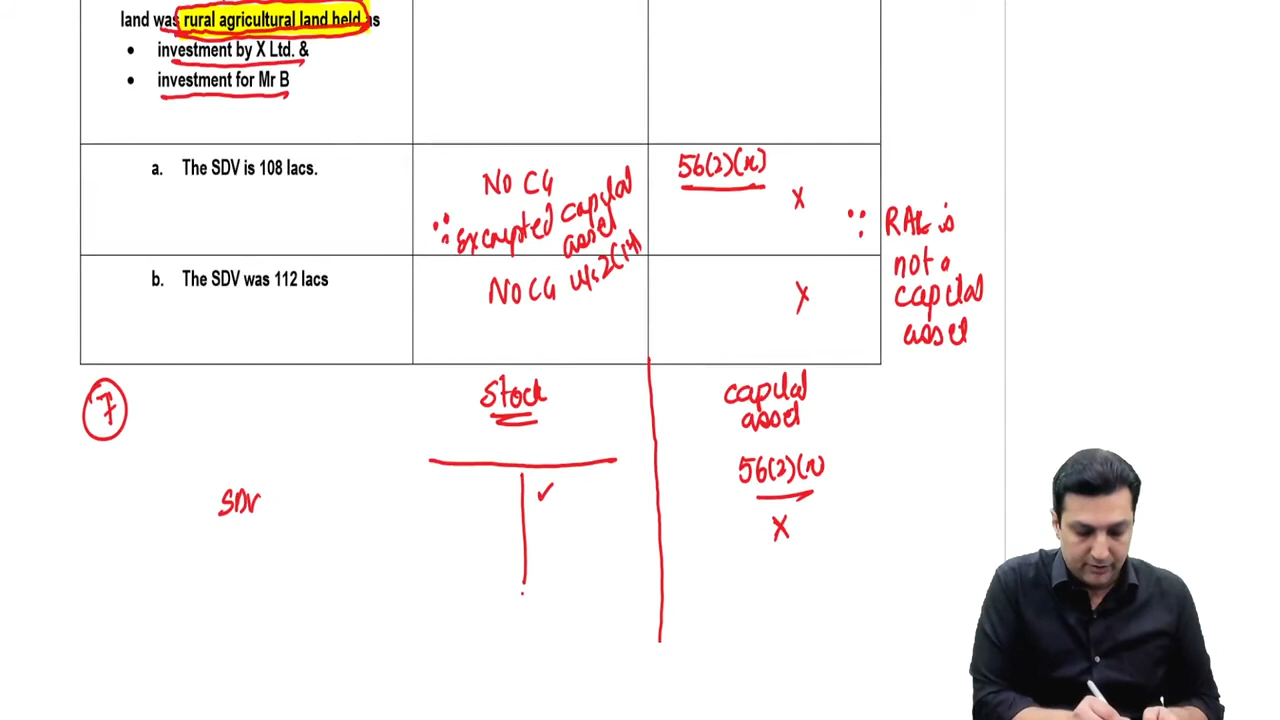 land was rural agricultural land held as
• investment by X Ltd. &
• investment for Mr B
a. The SDV is 108 lacs.
No CG
∵ Excrupted capital
asset
u/s 2(14)
56(2)(x)
X
∵ RAL is
not a
capital
asset
b. The SDV was 112 lacs
No CG
X
7
Stock
capital
asset
56(2)(x)
SDV
✓
X